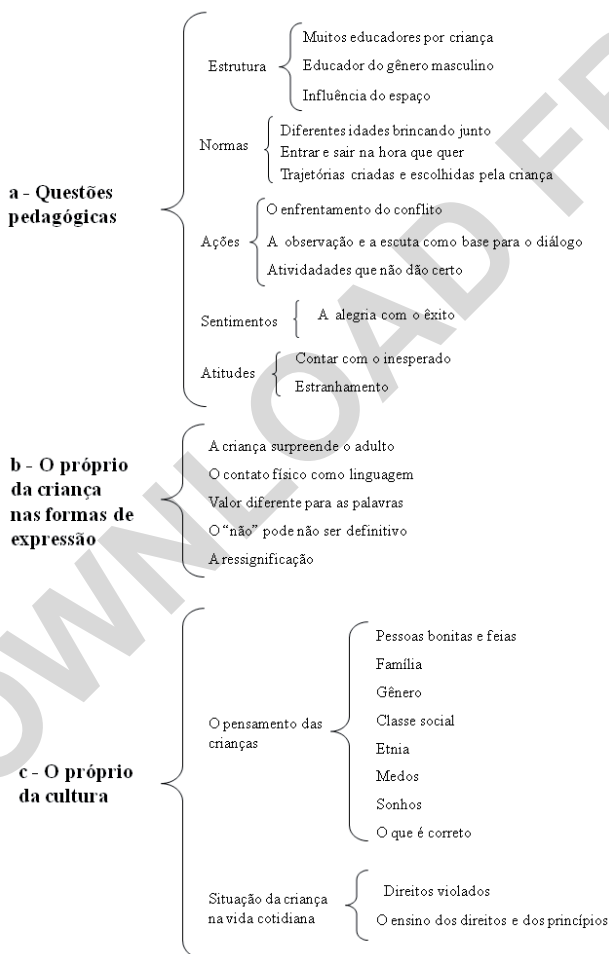 Estrutura
Muitos educadores por criança
Educador do gênero masculino
Influência do espaço
Normas
Diferentes idades brincando junto
Entrar e sair na hora que quer
Trajetórias criadas e escolhidas pela criança
a - Questões
pedagógicas
Ações
O enfrentamento do conflito
A observação e a escuta como base para o diálogo
Ativi​dadades que não dão certo
Sentimentos
A alegria com o êxito
Atitudes
Contar com o inesperado
Estranhamento
b - O próprio
da criança
nas formas de
expressão
A criança surpreende o adulto
O contato físico como linguagem
Valor diferente para as palavras
O “não” pode não ser definitivo
A ressignificação
c - O próprio
da cultura
O pensamento das
crianças
Pessoas bonitas e feias
Família
Gênero
Classe social
Etnia
Medos
Sonhos
O que é correto
Situação da criança
na vida cotidiana
Direitos violados
O ensino dos direitos e dos princípios
OWNLOAD F